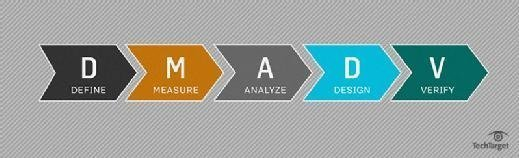 D M A D V
DEFINE MEASURE ANALYZE DESIGN VERIFY
TechTarget